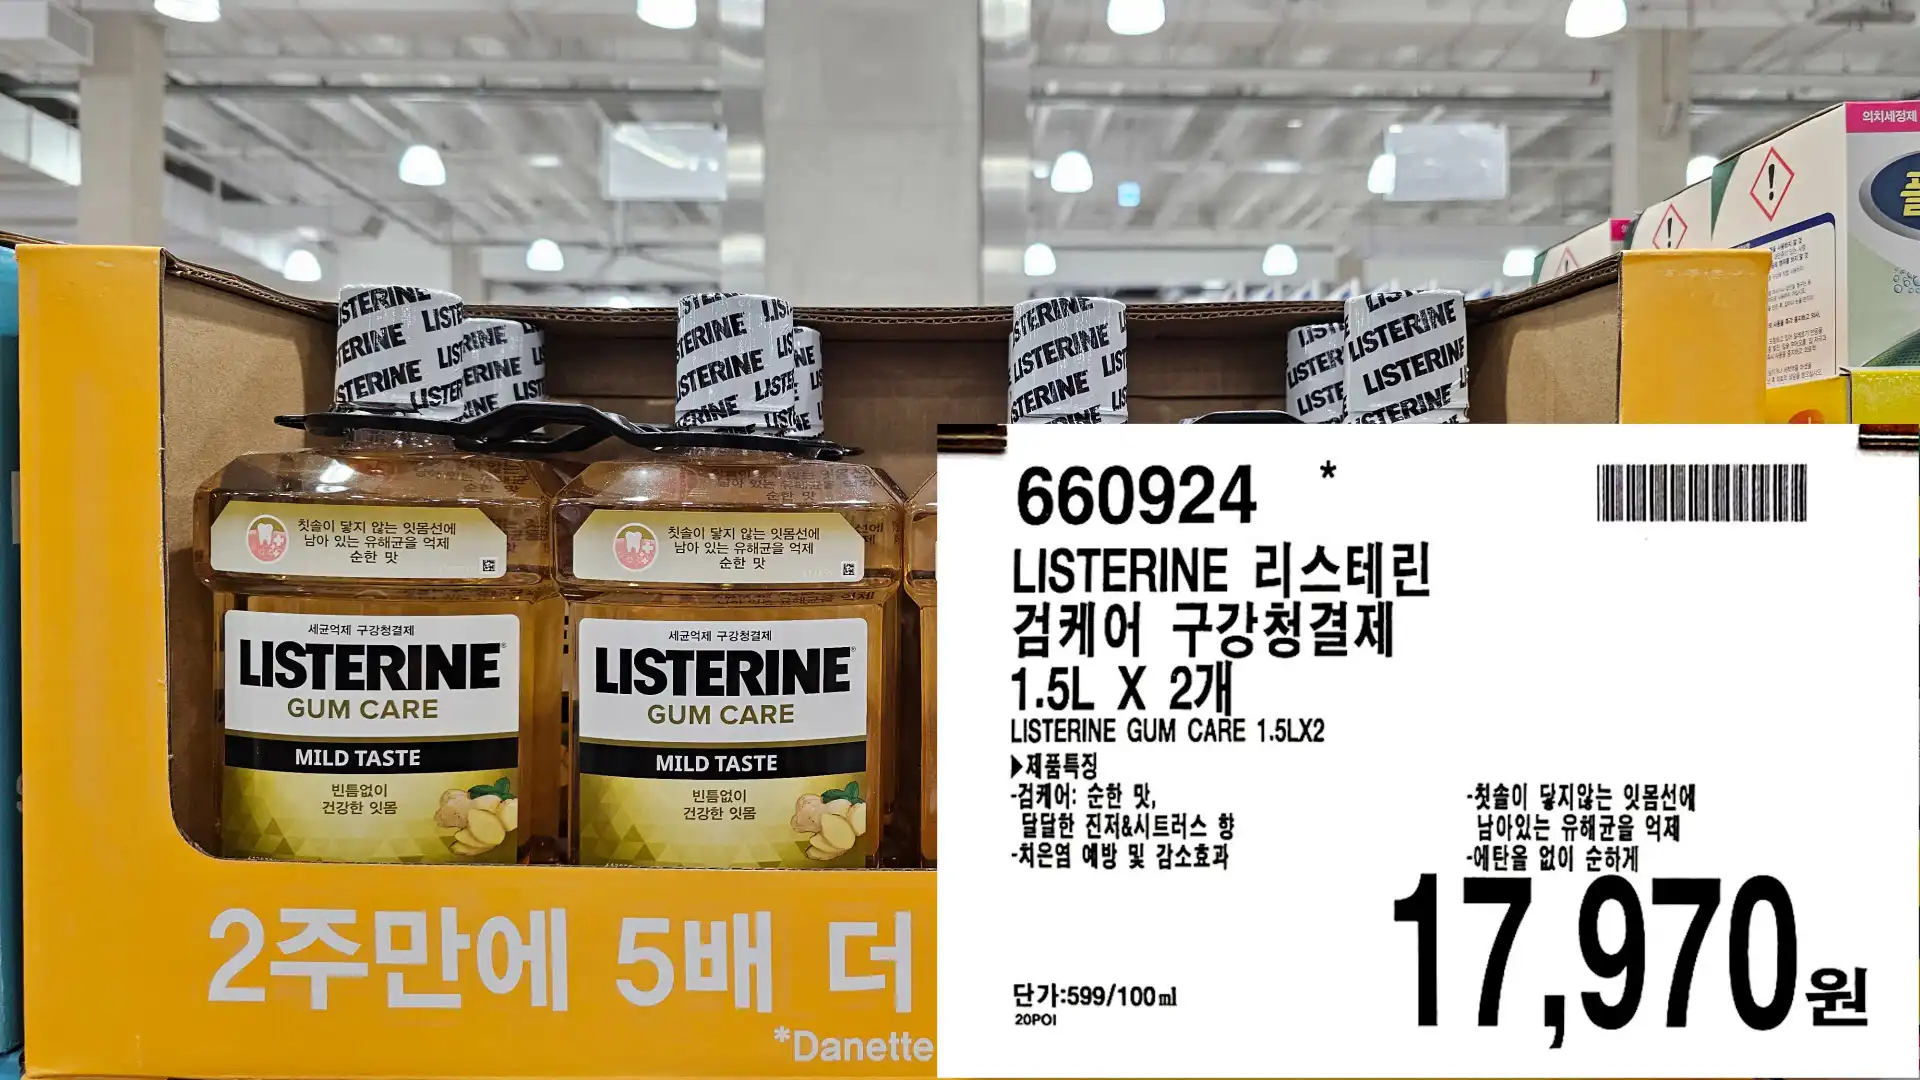 의치세정제
LISTERINE
칫솔이 닿지 않는 잇몸선에
남아 있는 유해균을 억제
순한 맛
세균억제 구강청결제
LISTERINE
GUM CARE
MILD TASTE
빈틈없이
건강한 잇몸
칫솔이 닿지 않는 잇몸선에
남아 있는 유해균을 억제
순한 맛
세균억제 구강청결제
LISTERINE
GUM CARE
MILD TASTE
빈틈없이
건강한 잇몸
2주만에 5배 더
*Danette
660924 *
LISTERINE 리스테린
검케어 구강청결제
1.5L X 2개
LISTERINE GUM CARE 1.5LX2
▶제품특징
-검케어: 순한 맛,
달달한 진저&시트러스 향
-치은염 예방 및 감소효과
-칫솔이 닿지않는 잇몸선에
남아있는 유해균을 억제
-에탄올 없이 순하게
17,970원
단가:599/100㎖
20POI